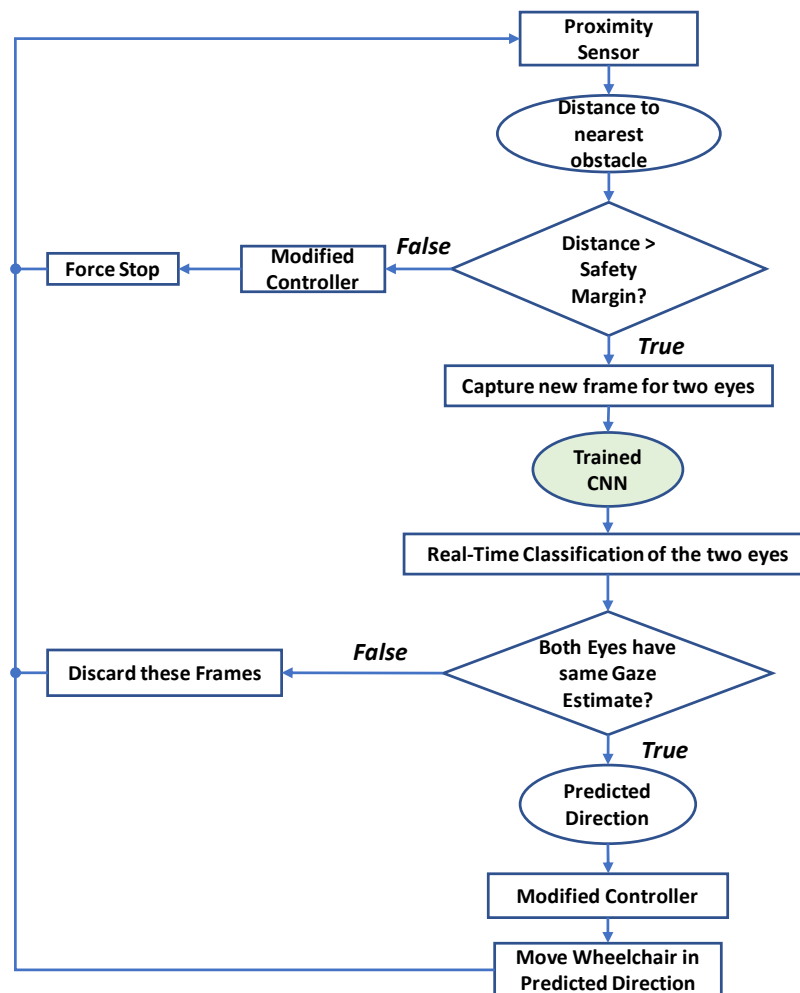 Proximity
Sensor
Distance to
nearest
obstacle
Distance >
Safety
Margin?
False
Modified
Controller
Force Stop
True
Capture new frame for two eyes
Trained
CNN
Real-Time Classification of the two eyes
Both Eyes have
same Gaze
Estimate?
False
Discard these Frames
True
Predicted
Direction
Modified Controller
Move Wheelchair in
Predicted Direction